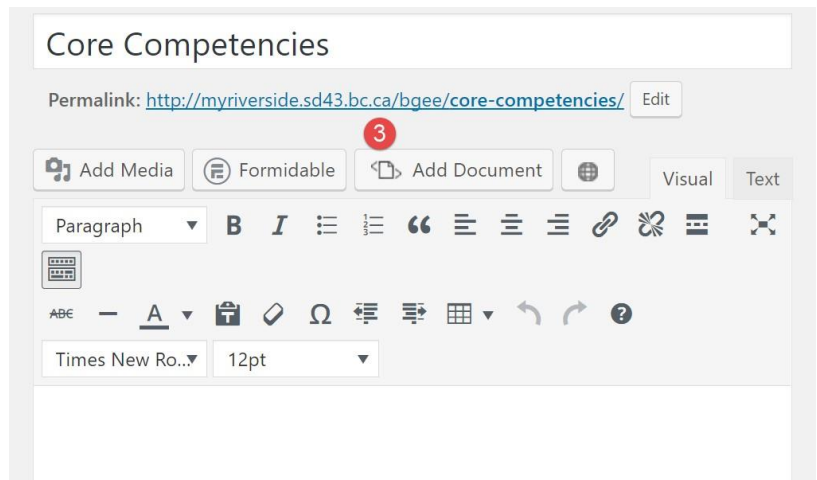 Core Competencies
Permalink: http://myriverside.sd43.bc.ca/bgee/core-competencies/ Edit
3
Add Media Formidable Add Document Visual Text
Paragraph B I
ABC A T Ω ?
Times New Ro... 12pt